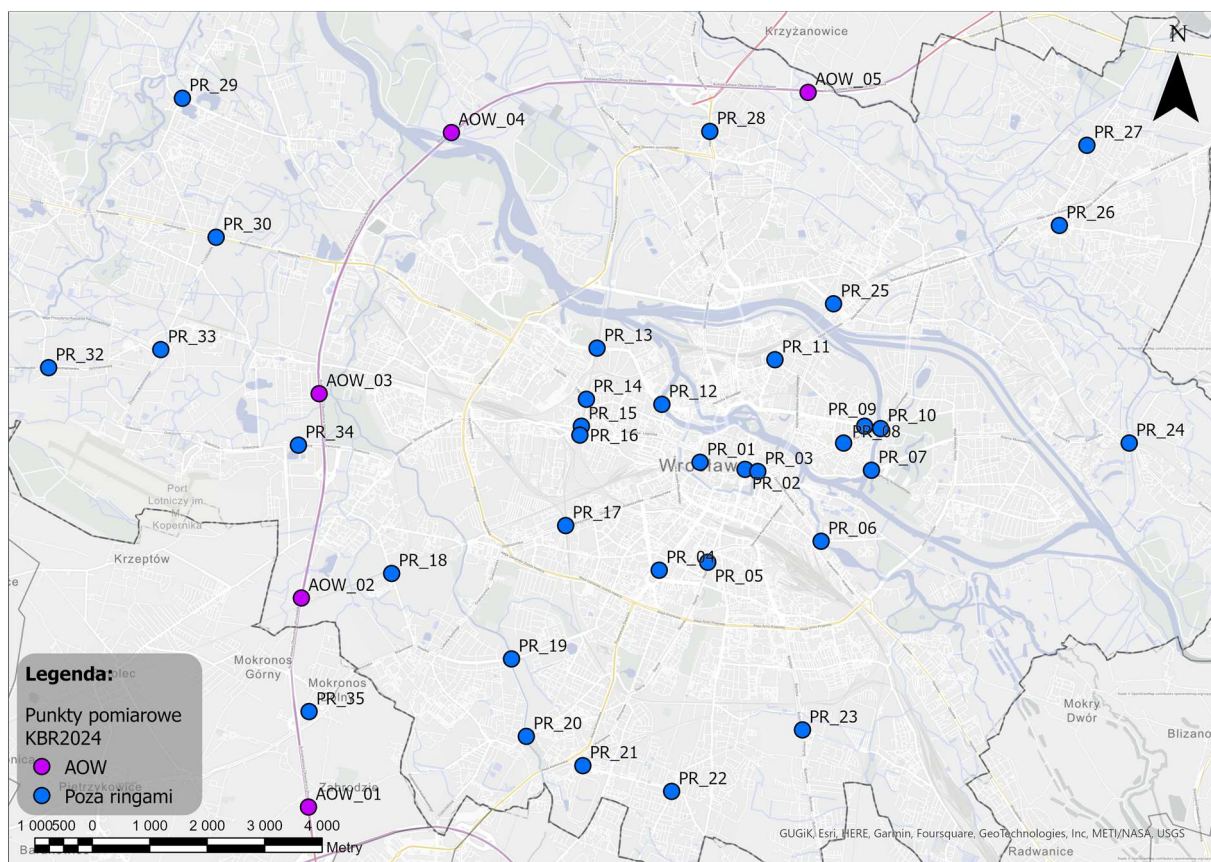 Krzyżanowice
N
PR_29
AOW_05
AOW_04
PR_28
PR_27
PR_26
PR_30
PR_25
PR_33
PR_13
PR_32
PR_11
AOW_03
PR_14
PR_12
PR_15
PR_09
PR_10
PR_34
PR_16
PR_08
PR_24
PR_01
PR_03
Wrocław
PR_07
PR_02
Port
Lotniczy im.
M.
Kopernika
PR_17
PR_06
Krzeptów
PR_18
PR_04
PR_05
AOW_02
PR_19
Mokronos
Górny
Mokronos
PR_35
Mokry
Dwór
PR_20
PR_23
PR_21
PR_22
AOW_01
Legenda:
Punkty pomiarowe
KBR2024
AOW
Poza ringami
Pietrzykowice
1 000 500 0 1 000 2 000 3 000 4 000
Metry
GUGiK, Esri, HERE, Garmin, Foursquare, GeoTechnologies, Inc, METI/NASA, USGS
Radwanice